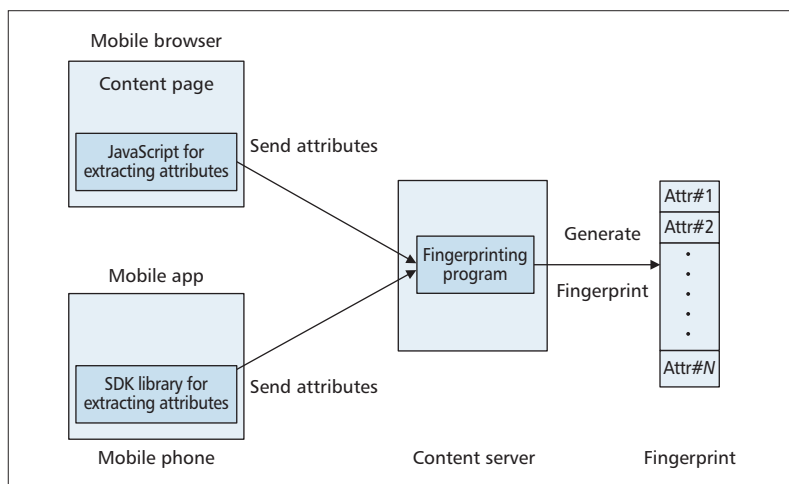 Mobile browser
Content page
JavaScript for
extracting attributes
Send attributes
Mobile app
SDK library for
extracting attributes
Send attributes
Mobile phone
Fingerprinting
program
Content server
Generate
Fingerprint
Attr#1
Attr#2
Attr#N
Fingerprint